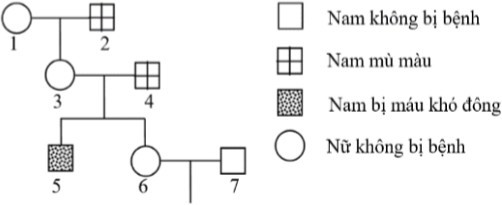 1
2
3
4
5
6
7
Nam không bị bệnh
Nam mù màu
Nam bị máu khó đông
Nữ không bị bệnh